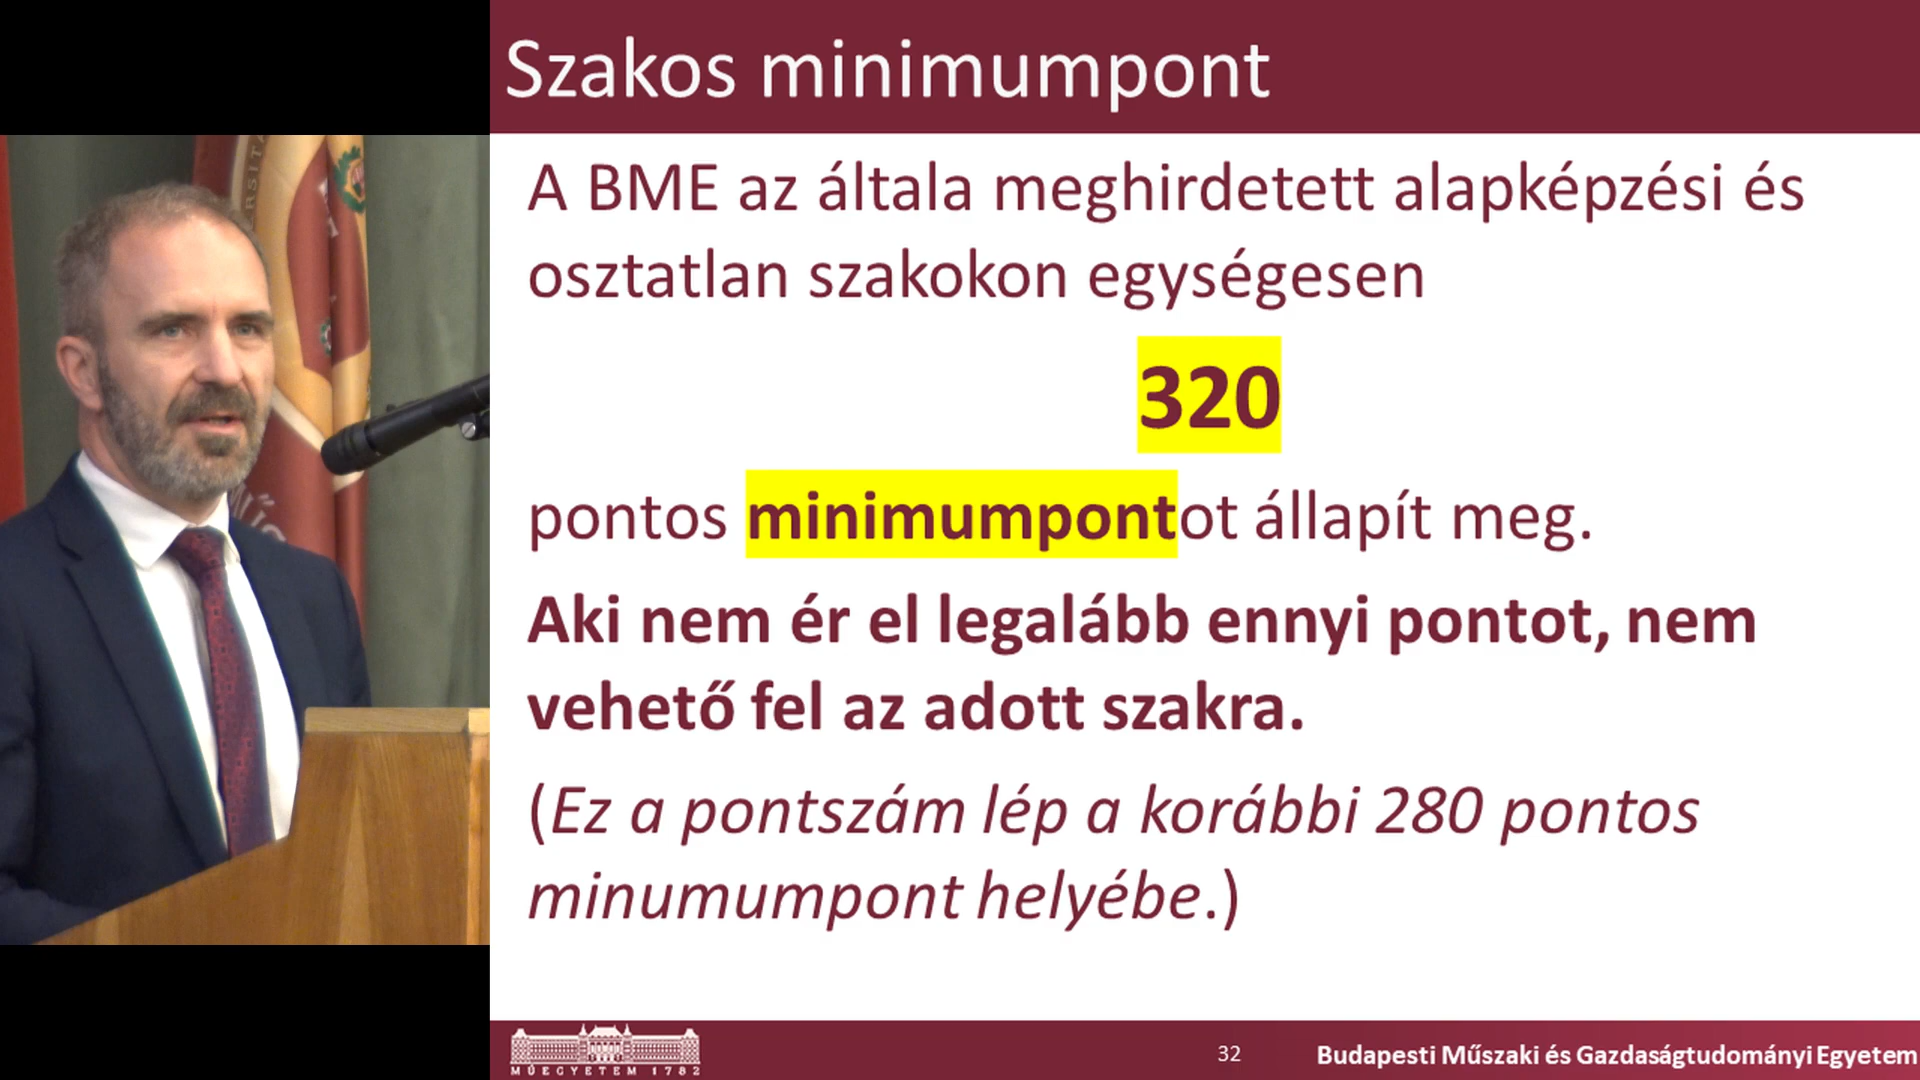 Szakos minimumpont
A BME az általa meghirdetett alapképzési és
osztatlan szakokon egységesen
320
pontos minimumpontot állapít meg.
Aki nem ér el legalább ennyi pontot, nem
vehető fel az adott szakra.
(Ez a pontszám lép a korábbi 280 pontos
minumumpont helyébe.)
MŰEGYETEM 1782
32
Budapesti Műszaki és Gazdaságtudományi Egyetem